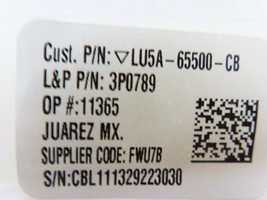 Cust. P/N: ▽LU5A-65500-CB
L&P P/N: 3P0789
OP #:11365
JUAREZ MX.
SUPPLIER CODE: FWU7B
S/N:CBL111329223030